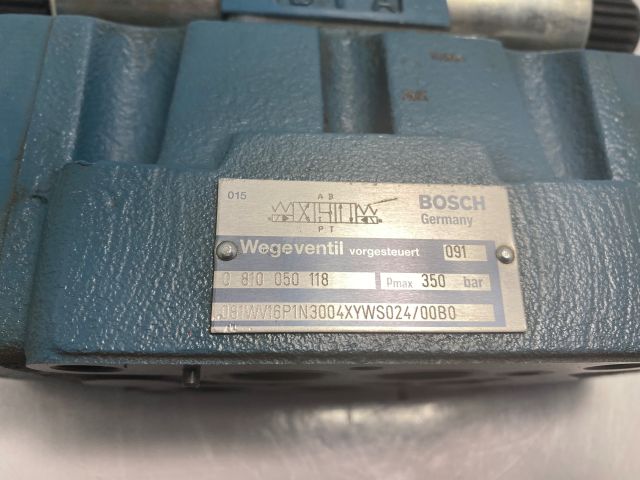 015
A B
BOSCH
Germany
P T
Wegeventil vorgesteuert 091
0 810 050 118 Pmax 350 bar
081WV16P1N3004XYWS024/00B0